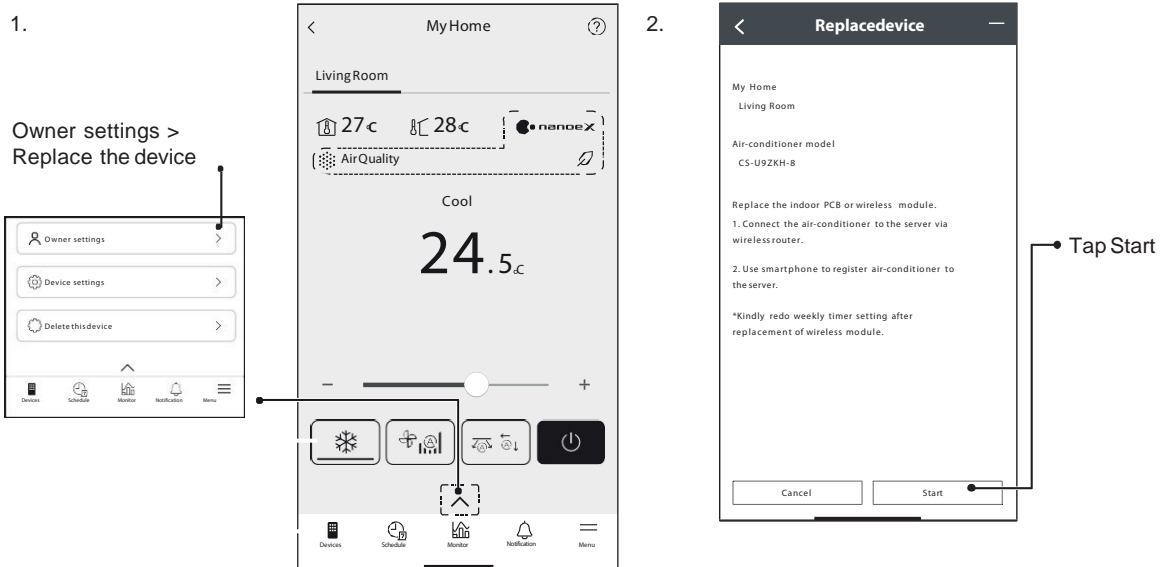 1.
Owner settings >
Replace the device
Owner settings
Device settings
Delete this device
Devices Schedule Monitor Notification Menu
My Home
Living Room
27℃ 28℃ nanoeX
Air Quality
Cool
24.5℃
− +
Devices Schedule Monitor Notification Menu
2.
Replacedevice
My Home
Living Room
Air-conditioner model
CS-U9ZKH-8
Replace the indoor PCB or wireless module.
1. Connect the air-conditioner to the server via
wireless router.
2. Use smartphone to register air-conditioner to
the server.
*Kindly redo weekly timer setting after
replacement of wireless module.
Cancel Start
Tap Start